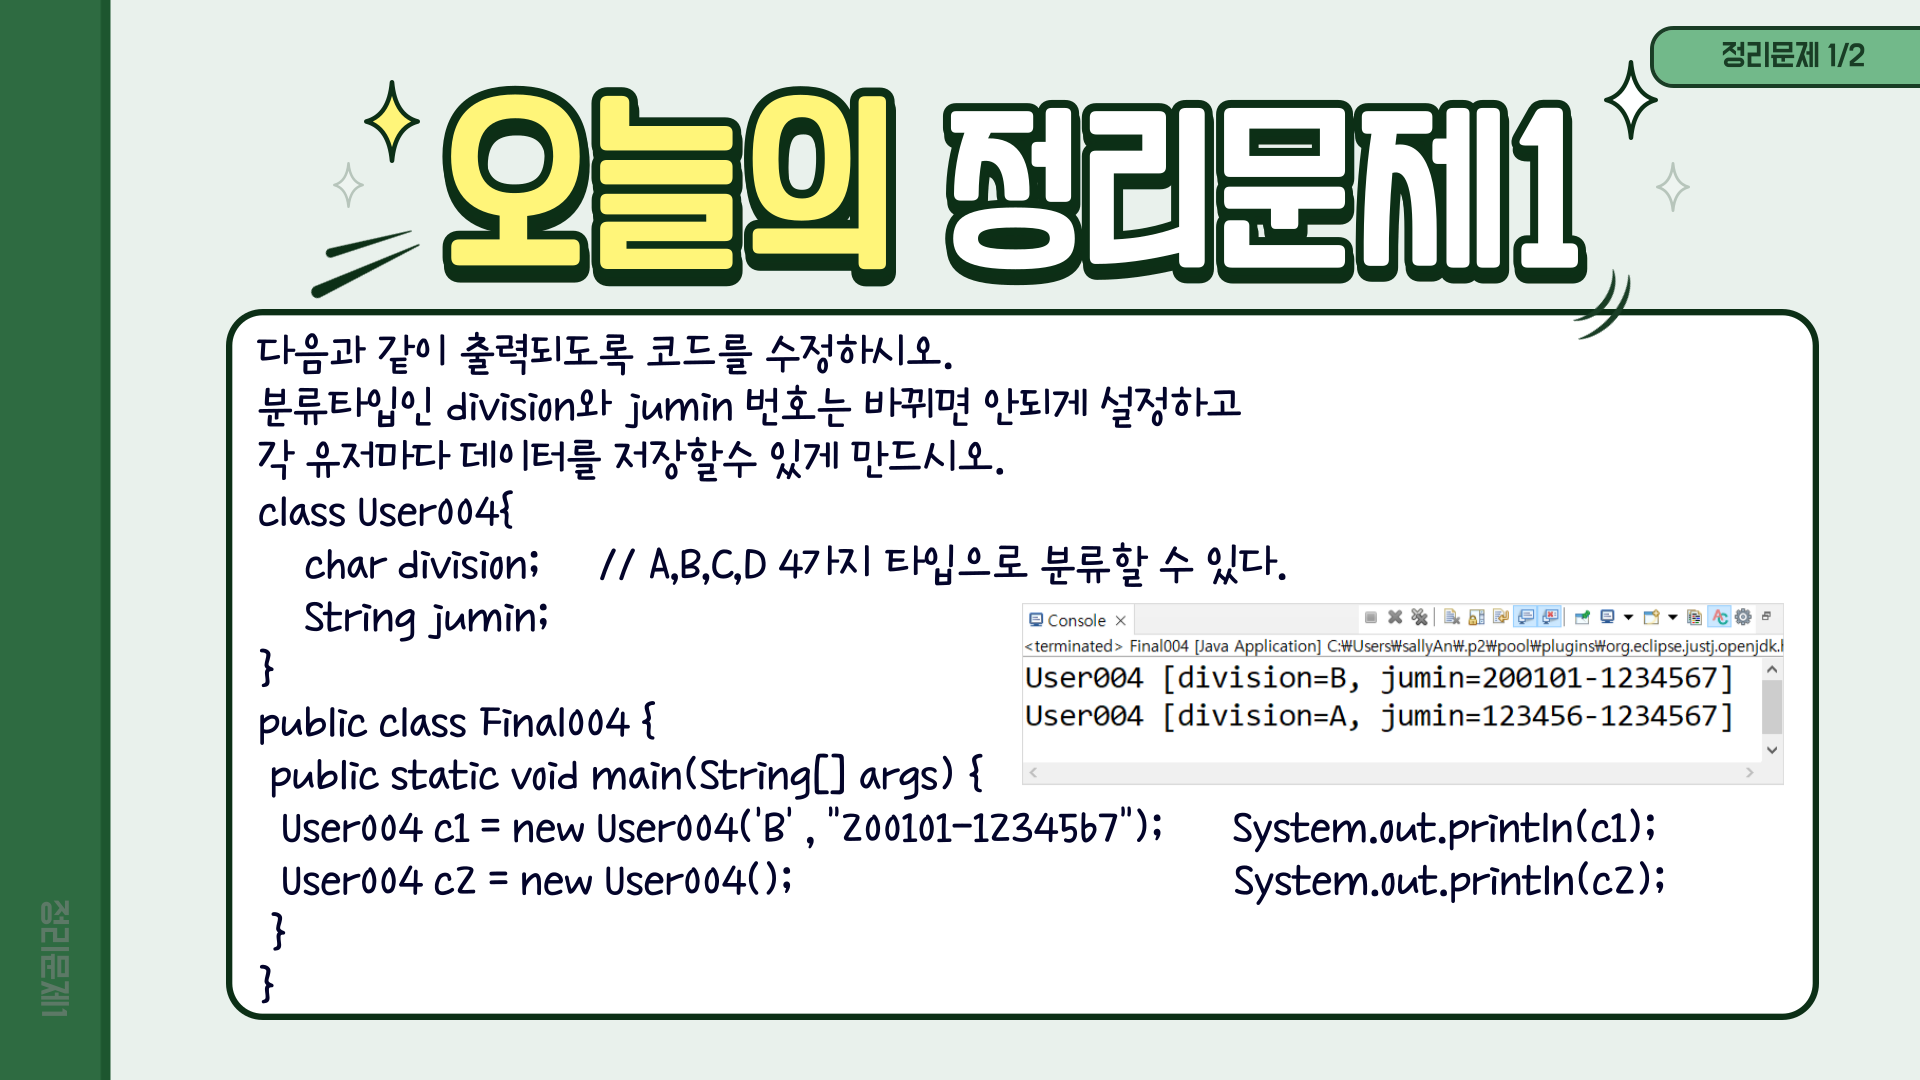 정리문제 1/2
오늘의 정리문제1
다음과 같이 출력되도록 코드를 수정하시오.
분류타입인 division와 jumin 번호는 바뀌면 안되게 설정하고
각 유저마다 데이터를 저장할수 있게 만드시오.
class User004{
char division; // A,B,C,D 4가지 타입으로 분류할 수 있다.
String jumin;
}
public class Final004 {
public static void main(String[] args) {
User004 c1 = new User004('B' , "200101-1234567"); System.out.println(c1);
User004 c2 = new User004(); System.out.println(c2);
}
}
Console
<terminated> Final004 [Java Application] C:₩Users₩sallyAn₩.p2₩pool₩plugins₩org.eclipse.justj.openjdk.h
User004 [division=B, jumin=200101-1234567]
User004 [division=A, jumin=123456-1234567]
정리문제1